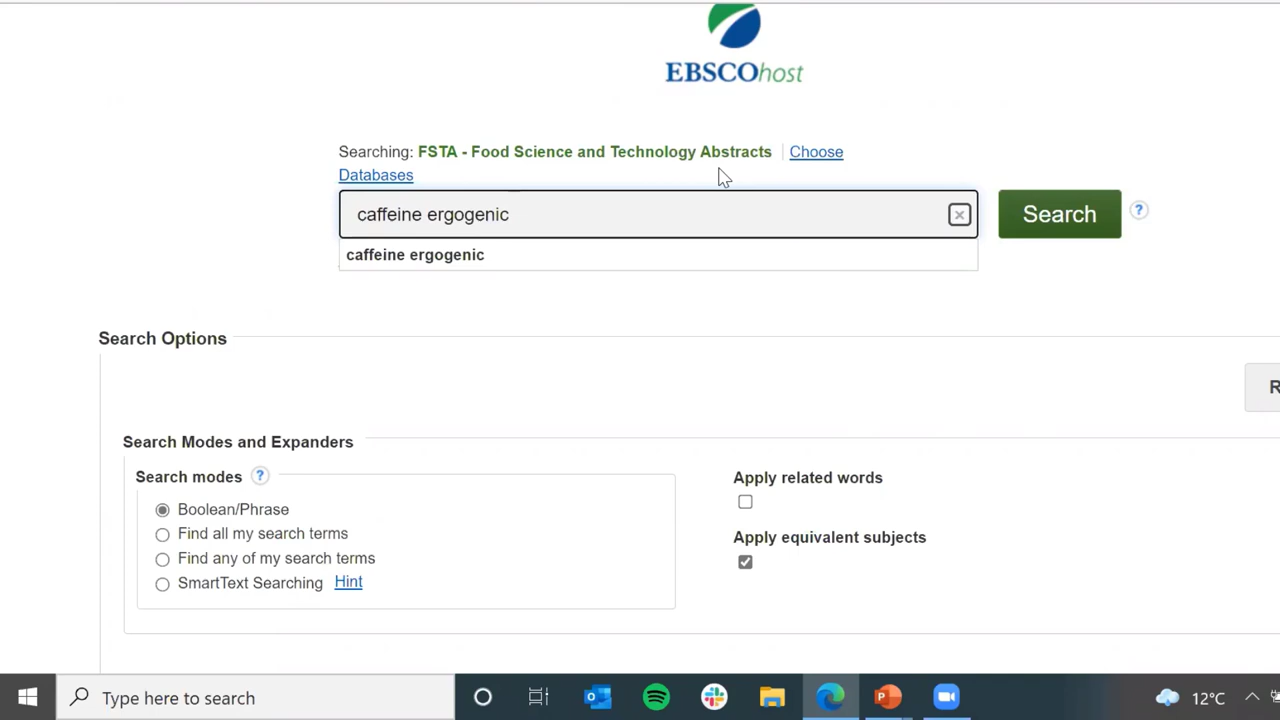 EBSCOhost
Searching: FSTA - Food Science and Technology Abstracts Choose
Databases
caffeine ergogenic
Search
?
caffeine ergogenic
Search Options
R
Search Modes and Expanders
Search modes ?
Boolean/Phrase
Find all my search terms
Find any of my search terms
SmartText Searching Hint
Apply related words
Apply equivalent subjects
Type here to search
12°C